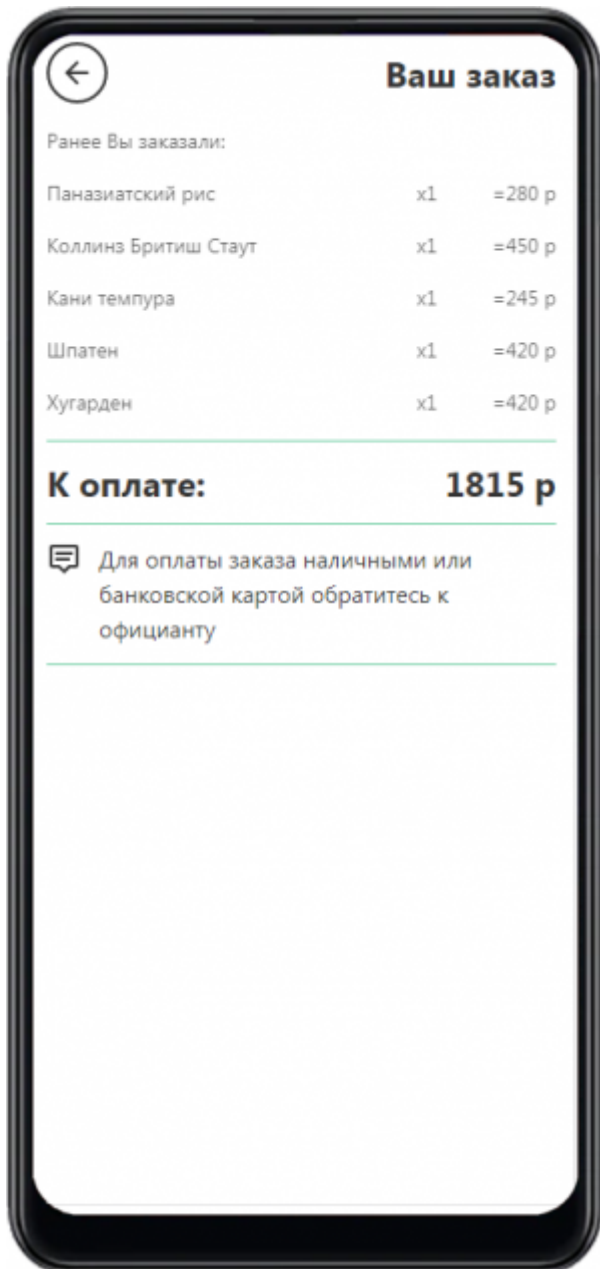 Ваш заказ
Ранее Вы заказали:
Паназиатский рис x1 =280 р
Коллинз Бритиш Стаут x1 =450 р
Кани темпура x1 =245 р
Шпатен x1 =420 р
Хугарден x1 =420 р
К оплате: 1815 р
Для оплаты заказа наличными или
банковской картой обратитесь к
официанту